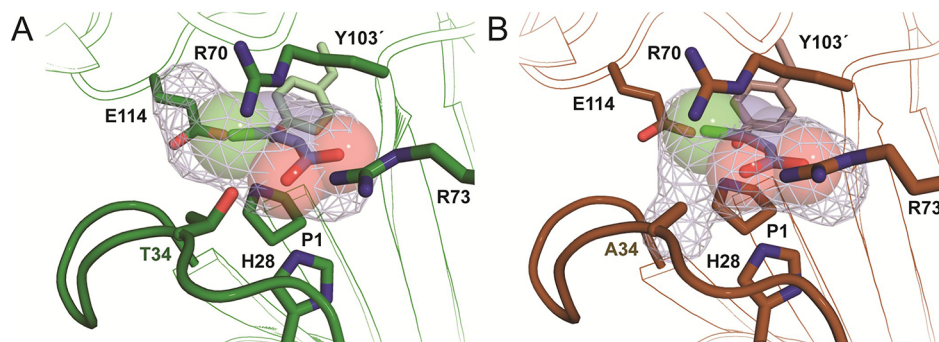 A
R70
Y103´
E114
R73
T34
P1
H28
B
R70
Y103´
E114
R73
A34
P1
H28